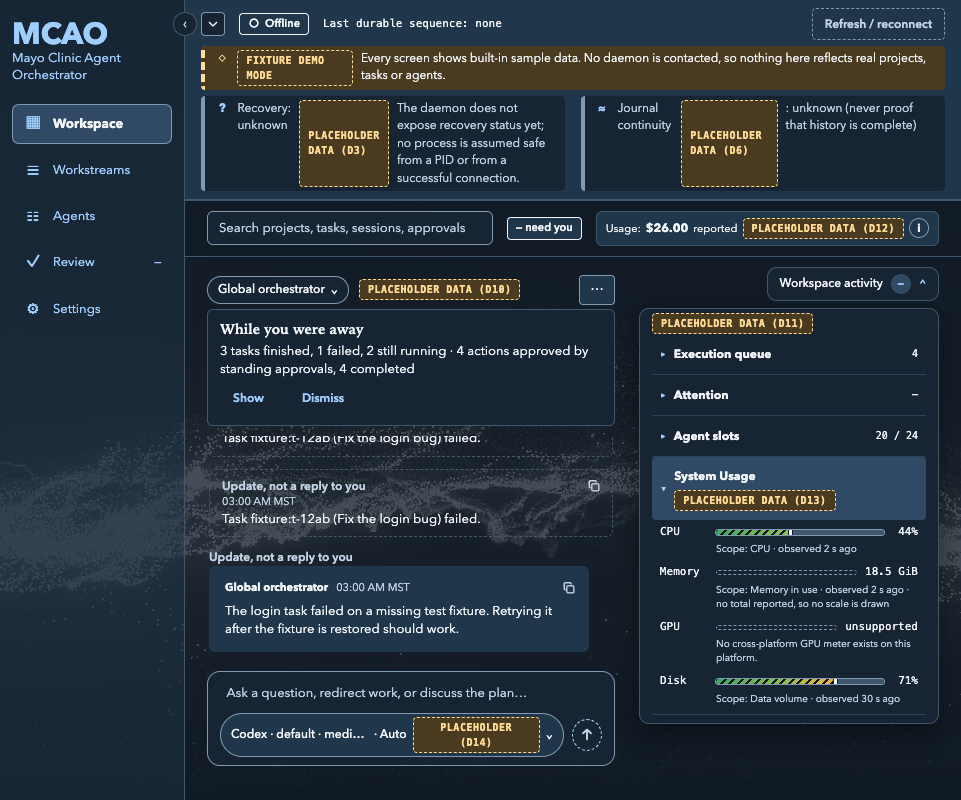 MCAO
Mayo Clinic Agent
Orchestrator
Workspace
Workstreams
Agents
Review –
Settings
Offline
Last durable sequence: none
Refresh / reconnect
FIXTURE DEMO
MODE
Every screen shows built-in sample data. No daemon is contacted, so nothing here reflects real projects,
tasks or agents.
? Recovery:
unknown
PLACEHOLDER
DATA (D3)
The daemon does not
expose recovery status yet;
no process is assumed safe
from a PID or from a
successful connection.
≈ Journal
continuity
PLACEHOLDER
DATA (D6)
: unknown (never proof
that history is complete)
Search projects, tasks, sessions, approvals
– need you
Usage: $26.00 reported PLACEHOLDER DATA (D12) i
Global orchestrator
PLACEHOLDER DATA (D10)
...
While you were away
3 tasks finished, 1 failed, 2 still running · 4 actions approved by
standing approvals, 4 completed
Show Dismiss
Task fixture:t-12ab (Fix the login bug) failed.
Update, not a reply to you
03:00 AM MST
Task fixture:t-12ab (Fix the login bug) failed.
Update, not a reply to you
Global orchestrator 03:00 AM MST
The login task failed on a missing test fixture. Retrying it
after the fixture is restored should work.
Ask a question, redirect work, or discuss the plan…
Codex · default · medi… · Auto
PLACEHOLDER
(D14)
Workspace activity –
PLACEHOLDER DATA (D11)
Execution queue 4
Attention –
Agent slots 20 / 24
System Usage
PLACEHOLDER DATA (D13)
CPU 44%
Scope: CPU · observed 2 s ago
Memory 18.5 GiB
Scope: Memory in use · observed 2 s ago ·
no total reported, so no scale is drawn
GPU unsupported
No cross-platform GPU meter exists on this
platform.
Disk 71%
Scope: Data volume · observed 30 s ago